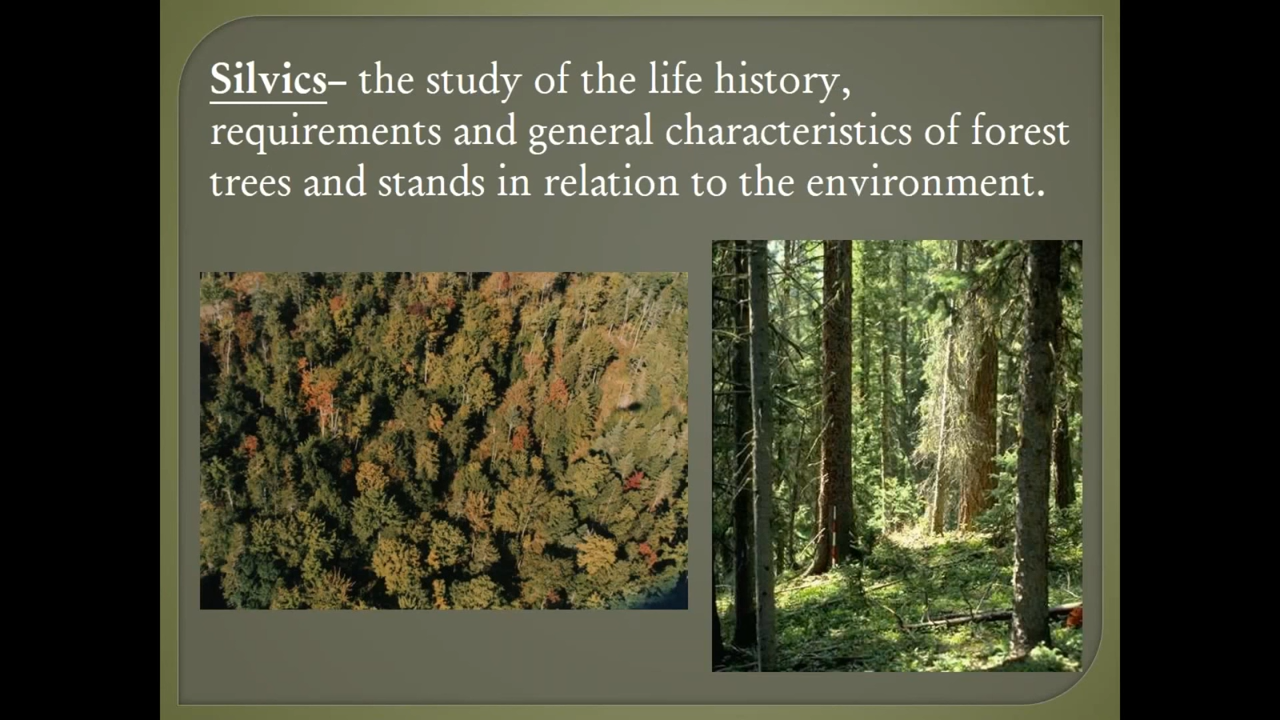 Silvics– the study of the life history,
requirements and general characteristics of forest
trees and stands in relation to the environment.